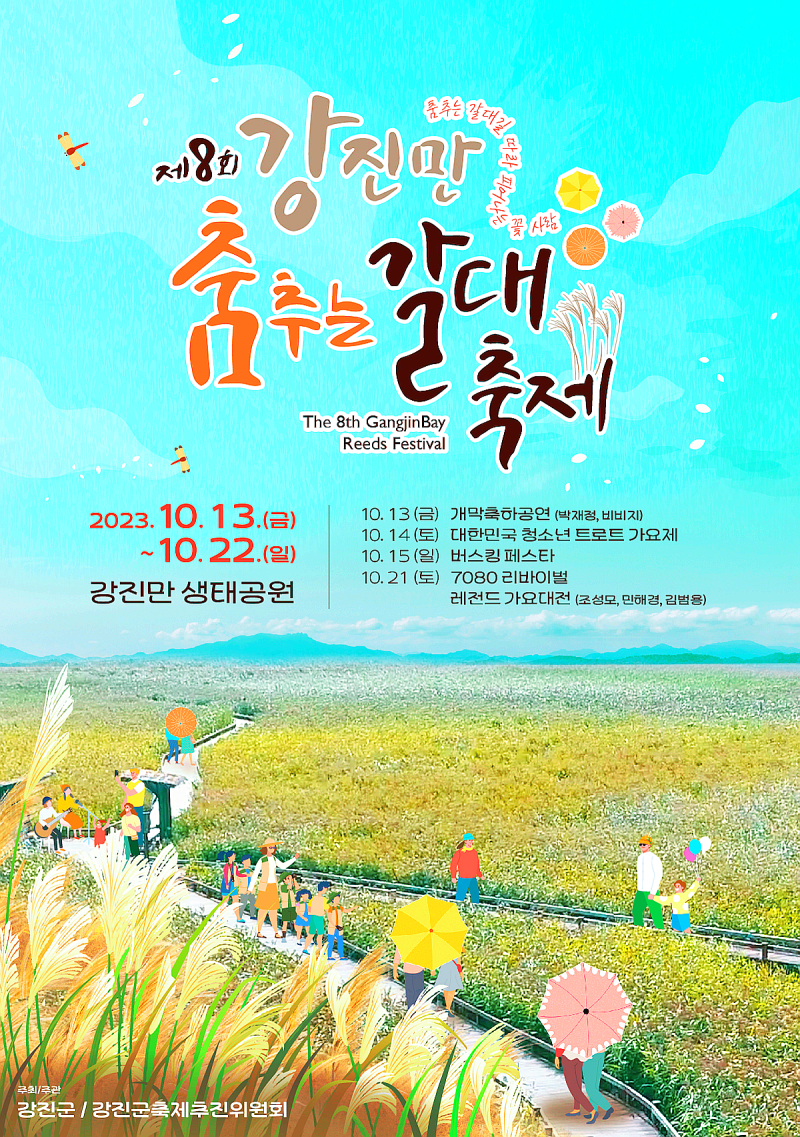 제8회 강진만
춤추는 갈대길 따라 피어나는 꽃 사람
춤추는 갈대
축제
The 8th GangjinBay
Reeds Festival
2023. 10. 13.(금)
~10. 22.(일)
강진만 생태공원
10. 13 (금) 개막축하공연 (박재정, 비비지)
10. 14 (토) 대한민국 청소년 트로트 가요제
10. 15 (일) 버스킹 페스타
10. 21 (토) 7080 리바이벌
레전드 가요대전 (조성모, 민해경, 김범룡)
주최/주관
강진군 / 강진군축제추진위원회